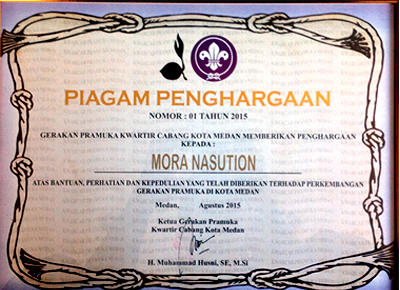 PIAGAM PENGHARGAAN
NOMOR : 01 TAHUN 2015
GERAKAN PRAMUKA KWARTIR CABANG KOTA MEDAN MEMBERIKAN PENGHARGAAN
KEPADA :
MORA NASUTION
ATAS BANTUAN, PERHATIAN DAN KEPEDULIAN YANG TELAH DIBERIKAN TERHADAP PERKEMBANGAN
GERAKAN PRAMUKA DI KOTA MEDAN
Medan, Agustus 2015
Ketua Gerakan Pramuka
Kwartir Cabang Kota Medan
H. Muhammad Husni, SE, M.Si